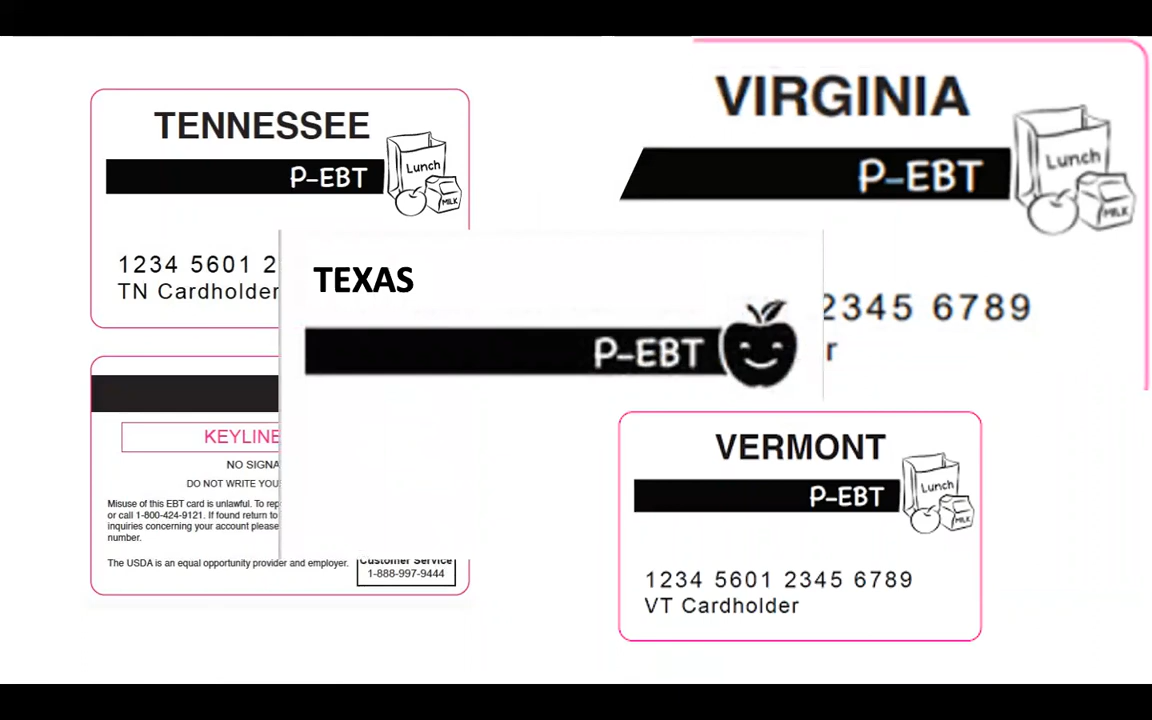 TENNESSEE
P-EBT
Lunch
MILK
1234 5601 2
TN Cardholder
VIRGINIA
P-EBT
Lunch
MILK
2345 6789
r
TEXAS
P-EBT
KEYLINE
NO SIGNA
DO NOT WRITE YOU
Misuse of this EBT card is unlawful. To rep
or call 1-800-424-9121. If found return to
inquiries concerning your account please
number.
The USDA is an equal opportunity provider and employer.
Customer Service
1-888-997-9444
VERMONT
P-EBT
Lunch
MILK
1234 5601 2345 6789
VT Cardholder